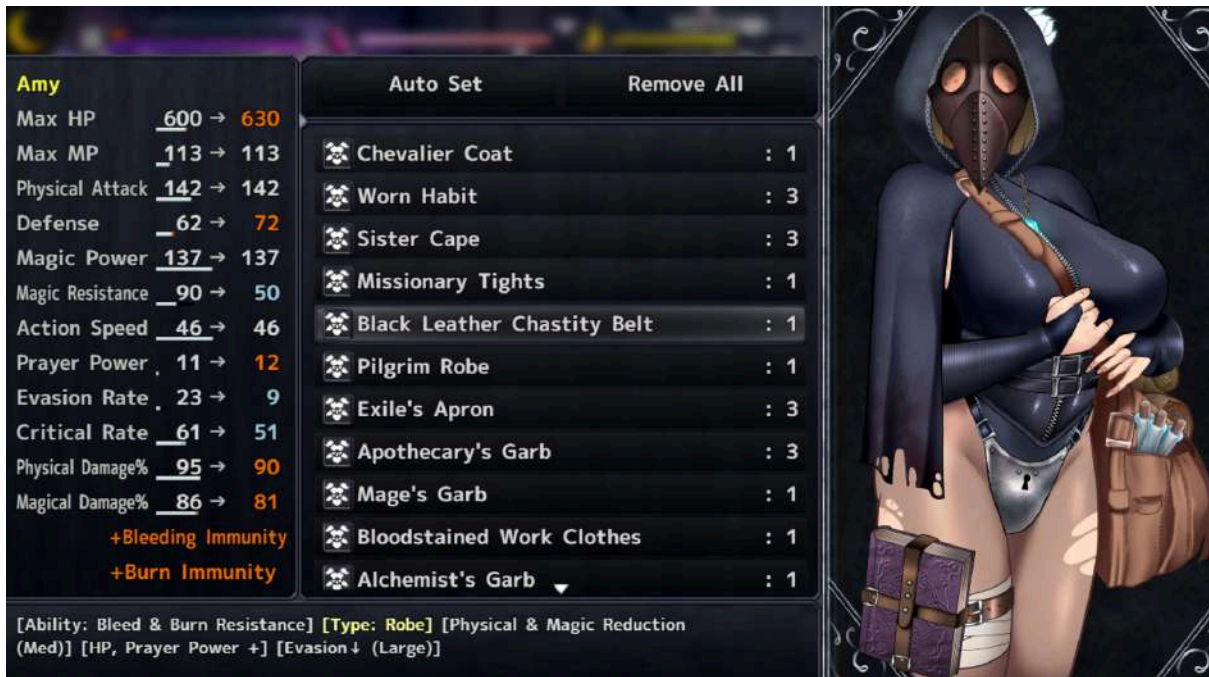 Amy
Max HP 600 → 630
Max MP 113 → 113
Physical Attack 142 → 142
Defense 62 → 72
Magic Power 137 → 137
Magic Resistance 90 → 50
Action Speed 46 → 46
Prayer Power 11 → 12
Evasion Rate 23 → 9
Critical Rate 61 → 51
Physical Damage% 95 → 90
Magical Damage% 86 → 81
+Bleeding Immunity
+Burn Immunity
Auto Set Remove All
Chevalier Coat : 1
Worn Habit : 3
Sister Cape : 3
Missionary Tights : 1
Black Leather Chastity Belt : 1
Pilgrim Robe : 1
Exile's Apron : 3
Apothecary's Garb : 3
Mage's Garb : 1
Bloodstained Work Clothes : 1
Alchemist's Garb : 1
[Ability: Bleed & Burn Resistance] [Type: Robe] [Physical & Magic Reduction
(Med)] [HP, Prayer Power +] [Evasion↓ (Large)]